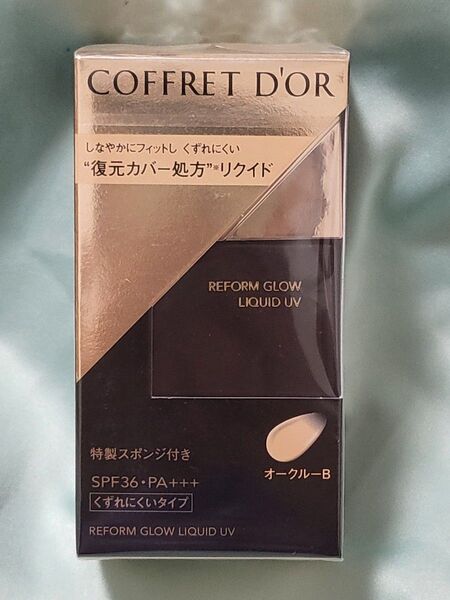 COFFRET D'OR
しなやかにフィットし くずれにくい
“復元カバー処方”※リクイド
REFORM GLOW
LIQUID UV
特製スポンジ付き
オークルーB
SPF36・PA+++
くずれにくいタイプ
REFORM GLOW LIQUID UV